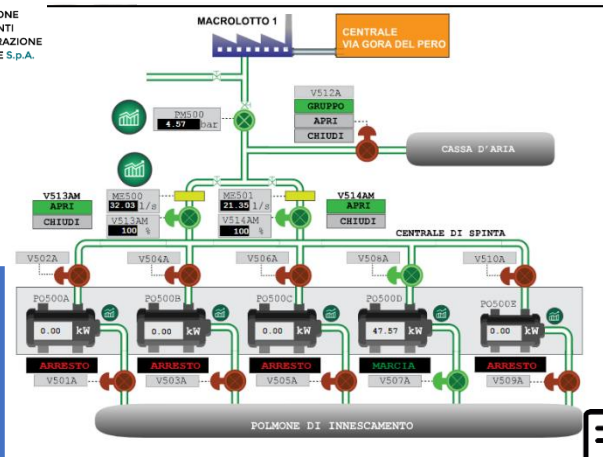 ONE
NTI
RAZIONE
E S.p.A.
MACROLOTTO 1
CENTRALE
VIA GORA DEL PERO
PM500
4.57 bar
V512A
GRUPPO
APRI
CHIUDI
CASSA D'ARIA
V513AM
APRI
CHIUDI
ME500
32.03 l/s
V513AM
100 %
ME501
21.35 l/s
V514AM
100 %
V514AM
APRI
CHIUDI
CENTRALE DI SPINTA
V502A
V504A
V506A
V508A
V510A
PO500A
PO500B
PO500C
PO500D
PO500E
0.00 kW
0.00 kW
0.00 kW
47.57 kW
0.00 kW
ARRESTO
ARRESTO
ARRESTO
MARCIA
ARRESTO
V501A
V503A
V505A
V507A
V509A
POLMONE DI INNESCAMENTO